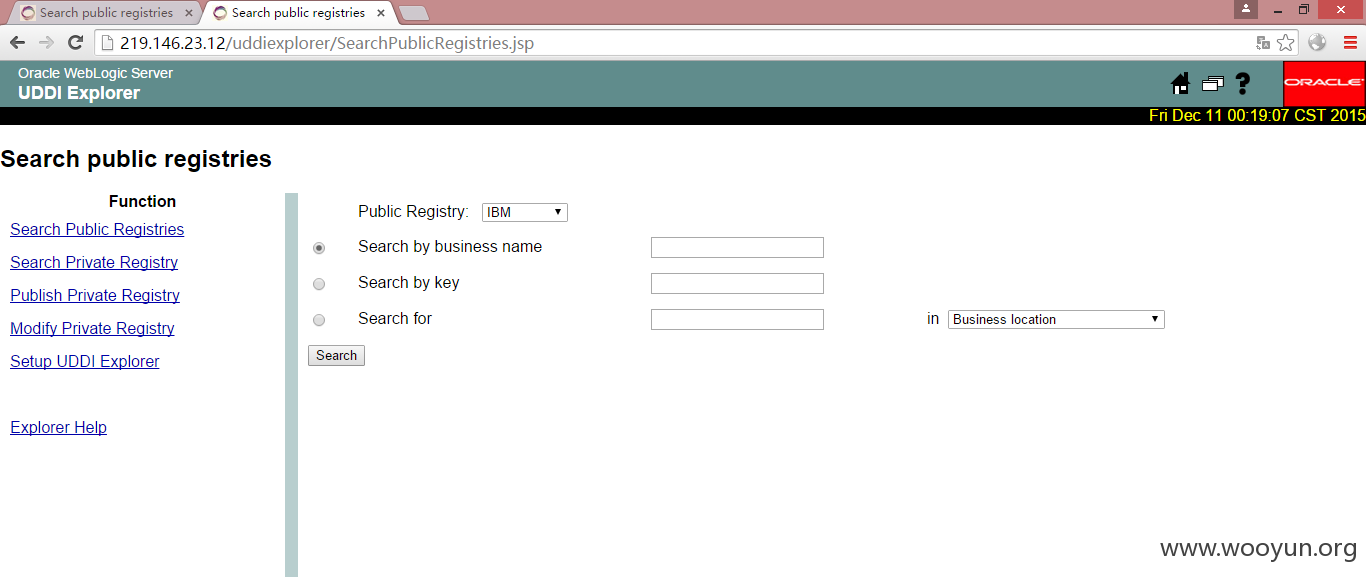 Search public registries
Search public registries
219.146.23.12/uddiexplorer/SearchPublicRegistries.jsp
Oracle WebLogic Server
UDDI Explorer
ORACLE
Fri Dec 11 00:19:07 CST 2015
Search public registries
Function
Search Public Registries
Search Private Registry
Publish Private Registry
Modify Private Registry
Setup UDDI Explorer
Explorer Help
Public Registry: IBM
Search by business name
Search by key
Search for in Business location
Search
www.wooyun.org